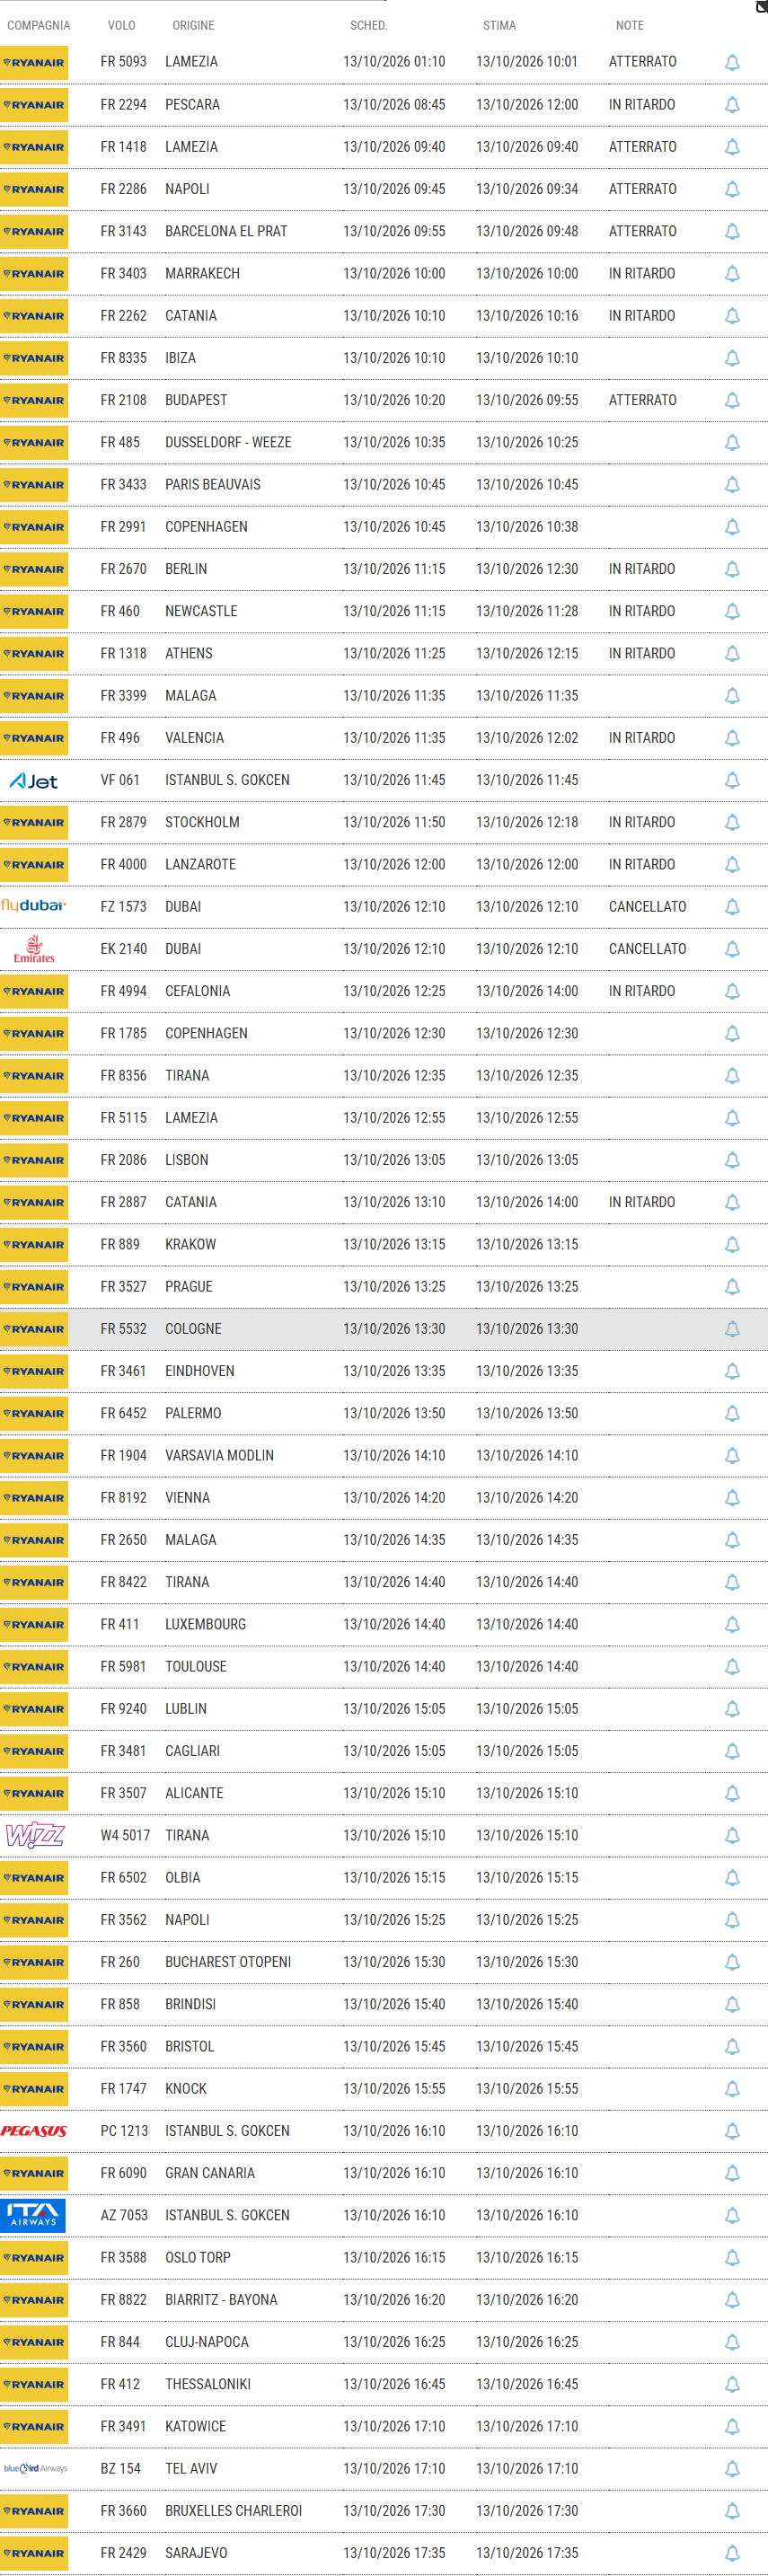 COMPAGNIA VOLO ORIGINE SCHED. STIMA NOTE
RYANAIR FR 5093 LAMEZIA 13/10/2026 01:10 13/10/2026 10:01 ATTERRATO
RYANAIR FR 2294 PESCARA 13/10/2026 08:45 13/10/2026 12:00 IN RITARDO
RYANAIR FR 1418 LAMEZIA 13/10/2026 09:40 13/10/2026 09:40 ATTERRATO
RYANAIR FR 2286 NAPOLI 13/10/2026 09:45 13/10/2026 09:34 ATTERRATO
RYANAIR FR 3143 BARCELONA EL PRAT 13/10/2026 09:55 13/10/2026 09:48 ATTERRATO
RYANAIR FR 3403 MARRAKECH 13/10/2026 10:00 13/10/2026 10:00 IN RITARDO
RYANAIR FR 2262 CATANIA 13/10/2026 10:10 13/10/2026 10:16 IN RITARDO
RYANAIR FR 8335 IBIZA 13/10/2026 10:10 13/10/2026 10:10
RYANAIR FR 2108 BUDAPEST 13/10/2026 10:20 13/10/2026 09:55 ATTERRATO
RYANAIR FR 485 DUSSELDORF - WEEZE 13/10/2026 10:35 13/10/2026 10:25
RYANAIR FR 3433 PARIS BEAUVAIS 13/10/2026 10:45 13/10/2026 10:45
RYANAIR FR 2991 COPENHAGEN 13/10/2026 10:45 13/10/2026 10:38
RYANAIR FR 2670 BERLIN 13/10/2026 11:15 13/10/2026 12:30 IN RITARDO
RYANAIR FR 460 NEWCASTLE 13/10/2026 11:15 13/10/2026 11:28 IN RITARDO
RYANAIR FR 1318 ATHENS 13/10/2026 11:25 13/10/2026 12:15 IN RITARDO
RYANAIR FR 3399 MALAGA 13/10/2026 11:35 13/10/2026 11:35
RYANAIR FR 496 VALENCIA 13/10/2026 11:35 13/10/2026 12:02 IN RITARDO
AJet VF 061 ISTANBUL S. GOKCEN 13/10/2026 11:45 13/10/2026 11:45
RYANAIR FR 2879 STOCKHOLM 13/10/2026 11:50 13/10/2026 12:18 IN RITARDO
RYANAIR FR 4000 LANZAROTE 13/10/2026 12:00 13/10/2026 12:00 IN RITARDO
flydubai FZ 1573 DUBAI 13/10/2026 12:10 13/10/2026 12:10 CANCELLATO
Emirates EK 2140 DUBAI 13/10/2026 12:10 13/10/2026 12:10 CANCELLATO
RYANAIR FR 4994 CEFALONIA 13/10/2026 12:25 13/10/2026 14:00 IN RITARDO
RYANAIR FR 1785 COPENHAGEN 13/10/2026 12:30 13/10/2026 12:30
RYANAIR FR 8356 TIRANA 13/10/2026 12:35 13/10/2026 12:35
RYANAIR FR 5115 LAMEZIA 13/10/2026 12:55 13/10/2026 12:55
RYANAIR FR 2086 LISBON 13/10/2026 13:05 13/10/2026 13:05
RYANAIR FR 2887 CATANIA 13/10/2026 13:10 13/10/2026 14:00 IN RITARDO
RYANAIR FR 889 KRAKOW 13/10/2026 13:15 13/10/2026 13:15
RYANAIR FR 3527 PRAGUE 13/10/2026 13:25 13/10/2026 13:25
RYANAIR FR 5532 COLOGNE 13/10/2026 13:30 13/10/2026 13:30
RYANAIR FR 3461 EINDHOVEN 13/10/2026 13:35 13/10/2026 13:35
RYANAIR FR 6452 PALERMO 13/10/2026 13:50 13/10/2026 13:50
RYANAIR FR 1904 VARSAVIA MODLIN 13/10/2026 14:10 13/10/2026 14:10
RYANAIR FR 8192 VIENNA 13/10/2026 14:20 13/10/2026 14:20
RYANAIR FR 2650 MALAGA 13/10/2026 14:35 13/10/2026 14:35
RYANAIR FR 8422 TIRANA 13/10/2026 14:40 13/10/2026 14:40
RYANAIR FR 411 LUXEMBOURG 13/10/2026 14:40 13/10/2026 14:40
RYANAIR FR 5981 TOULOUSE 13/10/2026 14:40 13/10/2026 14:40
RYANAIR FR 9240 LUBLIN 13/10/2026 15:05 13/10/2026 15:05
RYANAIR FR 3481 CAGLIARI 13/10/2026 15:05 13/10/2026 15:05
RYANAIR FR 3507 ALICANTE 13/10/2026 15:10 13/10/2026 15:10
WIZZ W4 5017 TIRANA 13/10/2026 15:10 13/10/2026 15:10
RYANAIR FR 6502 OLBIA 13/10/2026 15:15 13/10/2026 15:15
RYANAIR FR 3562 NAPOLI 13/10/2026 15:25 13/10/2026 15:25
RYANAIR FR 260 BUCHAREST OTOPENI 13/10/2026 15:30 13/10/2026 15:30
RYANAIR FR 858 BRINDISI 13/10/2026 15:40 13/10/2026 15:40
RYANAIR FR 3560 BRISTOL 13/10/2026 15:45 13/10/2026 15:45
RYANAIR FR 1747 KNOCK 13/10/2026 15:55 13/10/2026 15:55
PEGASUS PC 1213 ISTANBUL S. GOKCEN 13/10/2026 16:10 13/10/2026 16:10
RYANAIR FR 6090 GRAN CANARIA 13/10/2026 16:10 13/10/2026 16:10
ITA AIRWAYS AZ 7053 ISTANBUL S. GOKCEN 13/10/2026 16:10 13/10/2026 16:10
RYANAIR FR 3588 OSLO TORP 13/10/2026 16:15 13/10/2026 16:15
RYANAIR FR 8822 BIARRITZ - BAYONA 13/10/2026 16:20 13/10/2026 16:20
RYANAIR FR 844 CLUJ-NAPOCA 13/10/2026 16:25 13/10/2026 16:25
RYANAIR FR 412 THESSALONIKI 13/10/2026 16:45 13/10/2026 16:45
RYANAIR FR 3491 KATOWICE 13/10/2026 17:10 13/10/2026 17:10
blueBird Airways BZ 154 TEL AVIV 13/10/2026 17:10 13/10/2026 17:10
RYANAIR FR 3660 BRUXELLES CHARLEROI 13/10/2026 17:30 13/10/2026 17:30
RYANAIR FR 2429 SARAJEVO 13/10/2026 17:35 13/10/2026 17:35